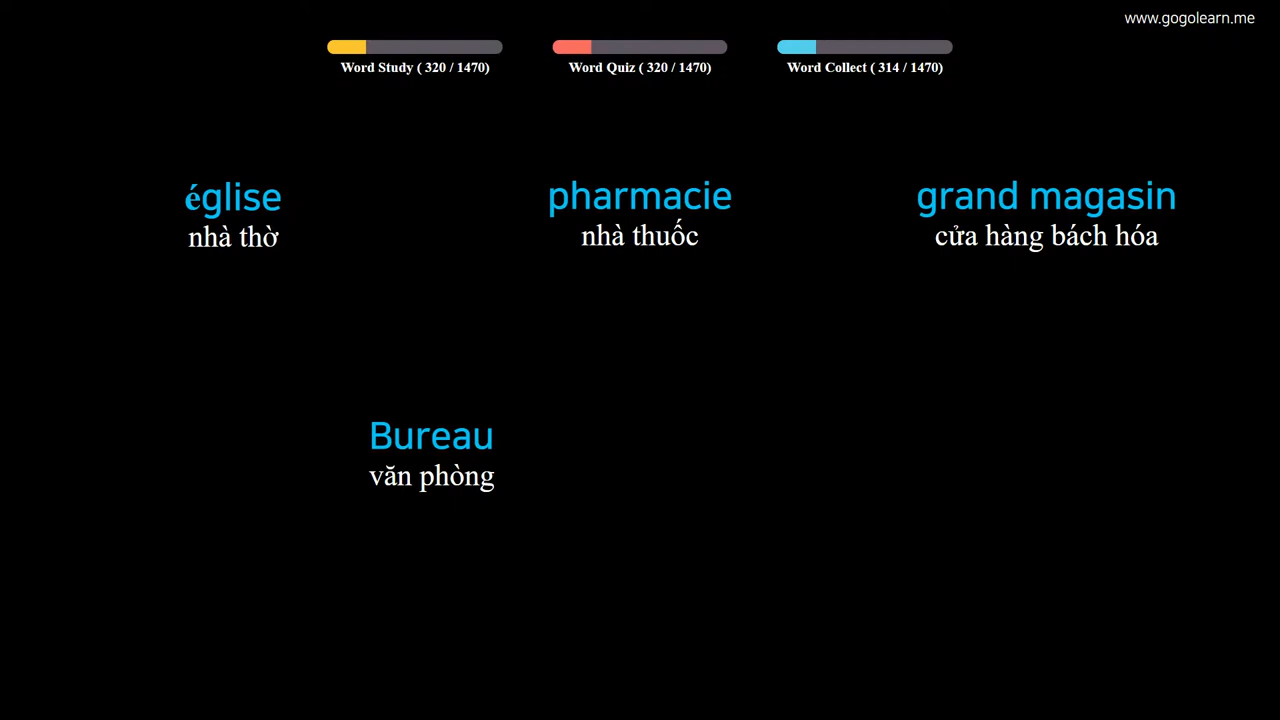 www.gogolearn.me
Word Study ( 320 / 1470)
Word Quiz ( 320 / 1470)
Word Collect ( 314 / 1470)
église
nhà thờ
pharmacie
nhà thuốc
grand magasin
cửa hàng bách hóa
Bureau
văn phòng